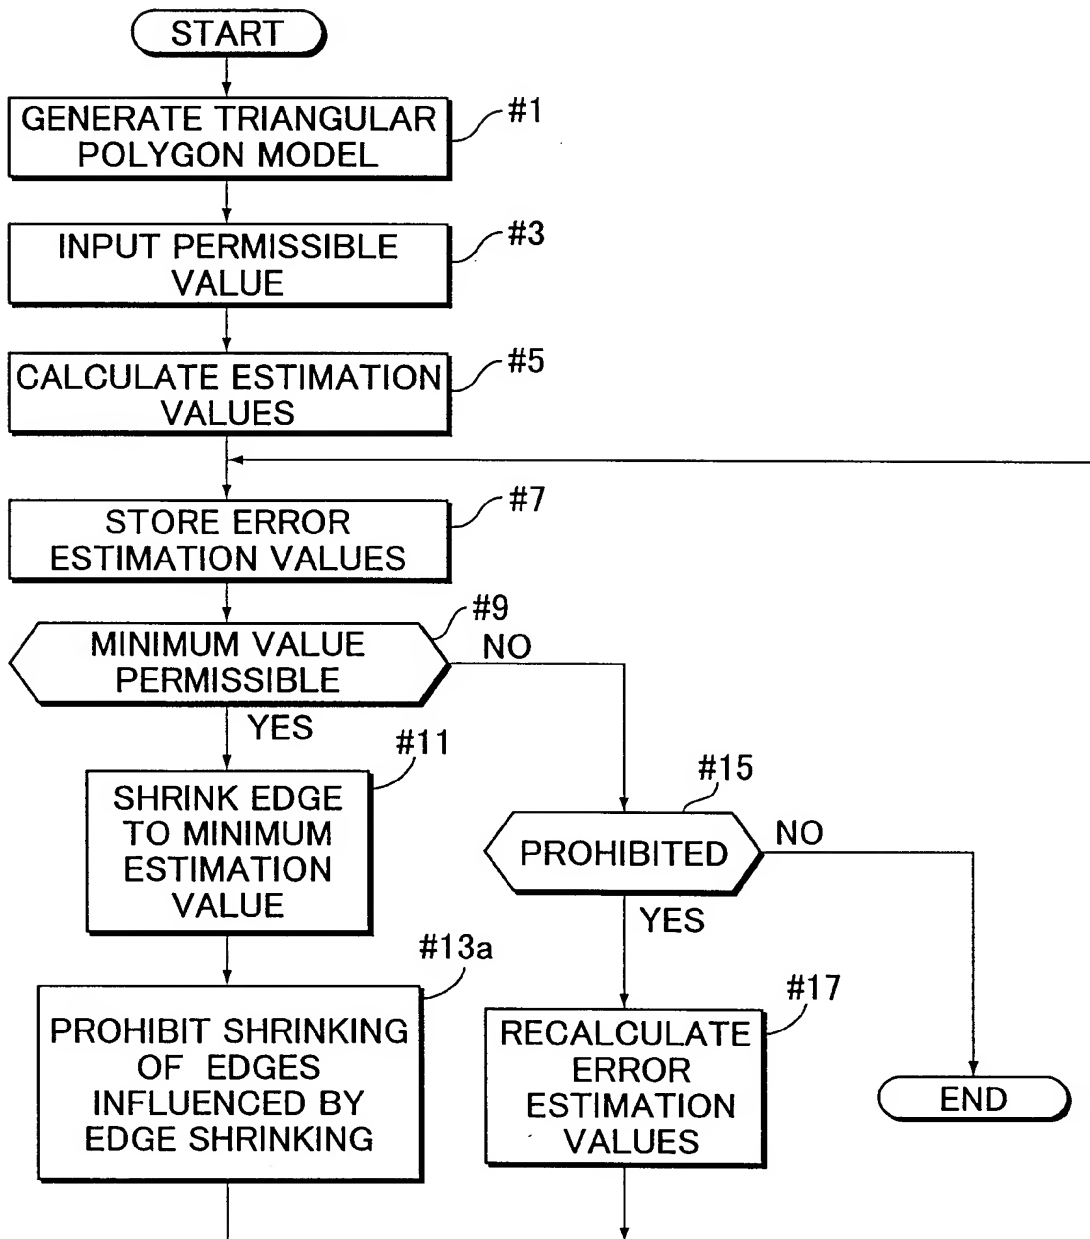 START
GENERATE TRIANGULAR
POLYGON MODEL
#1
INPUT PERMISSIBLE
VALUE
#3
CALCULATE ESTIMATION
VALUES
#5
STORE ERROR
ESTIMATION VALUES
#7
MINIMUM VALUE
PERMISSIBLE
#9
NO
YES
SHRINK EDGE
TO MINIMUM
ESTIMATION
VALUE
#11
PROHIBITED
#15
NO
YES
PROHIBIT SHRINKING
OF EDGES
INFLUENCED BY
EDGE SHRINKING
#13a
RECALCULATE
ERROR
ESTIMATION
VALUES
#17
END